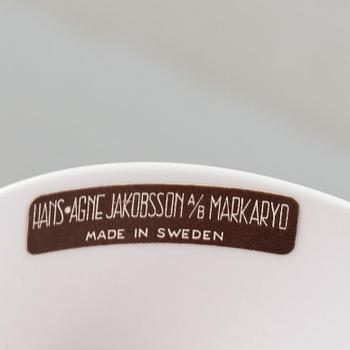 HANS-AGNE JAKOBSSON A/B MARKARYD
MADE IN SWEDEN